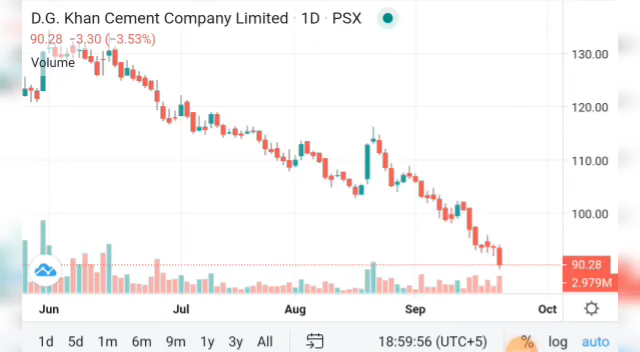 D.G. Khan Cement Company Limited · 1D · PSX
90.28 −3.30 (−3.53%)
Volume
130.00
120.00
110.00
100.00
90.28
2.979M
Jun Jul Aug Sep Oct
1d 5d 1m 6m 9m 1y 3y All 18:59:56 (UTC+5) % log auto